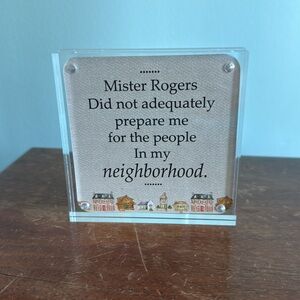 .......
Mister Rogers
Did not adequately
prepare me
for the people
In my
neighborhood.
.......